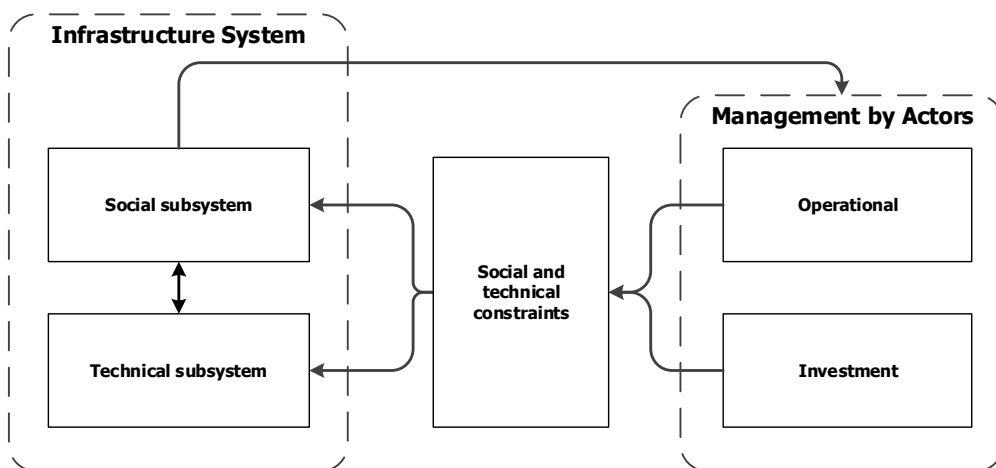 Infrastructure System
Management by Actors
Social subsystem
Operational
Social and
technical
constraints
Technical subsystem
Investment